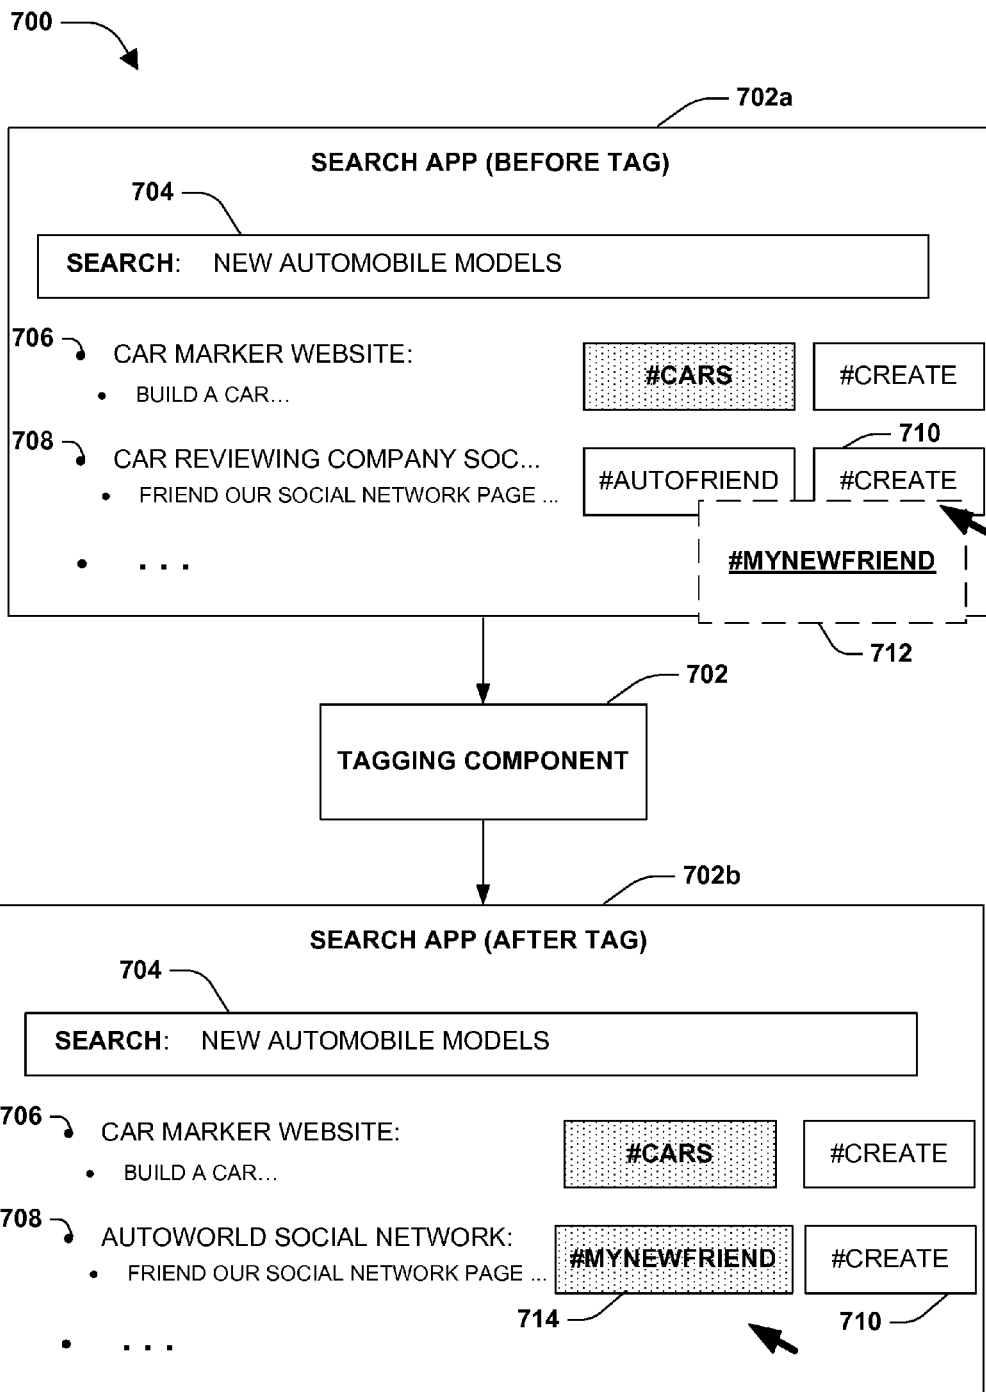 700
702a
SEARCH APP (BEFORE TAG)
704
SEARCH: NEW AUTOMOBILE MODELS
706
• CAR MARKER WEBSITE: #CARS #CREATE
• BUILD A CAR...
708 710
• CAR REVIEWING COMPANY SOC... #AUTOFRIEND #CREATE
• FRIEND OUR SOCIAL NETWORK PAGE ...
• . . . #MYNEWFRIEND
712
702
TAGGING COMPONENT
702b
SEARCH APP (AFTER TAG)
704
SEARCH: NEW AUTOMOBILE MODELS
706
• CAR MARKER WEBSITE: #CARS #CREATE
• BUILD A CAR...
708
• AUTOWORLD SOCIAL NETWORK: #MYNEWFRIEND #CREATE
• FRIEND OUR SOCIAL NETWORK PAGE ...
714 710
• . . .